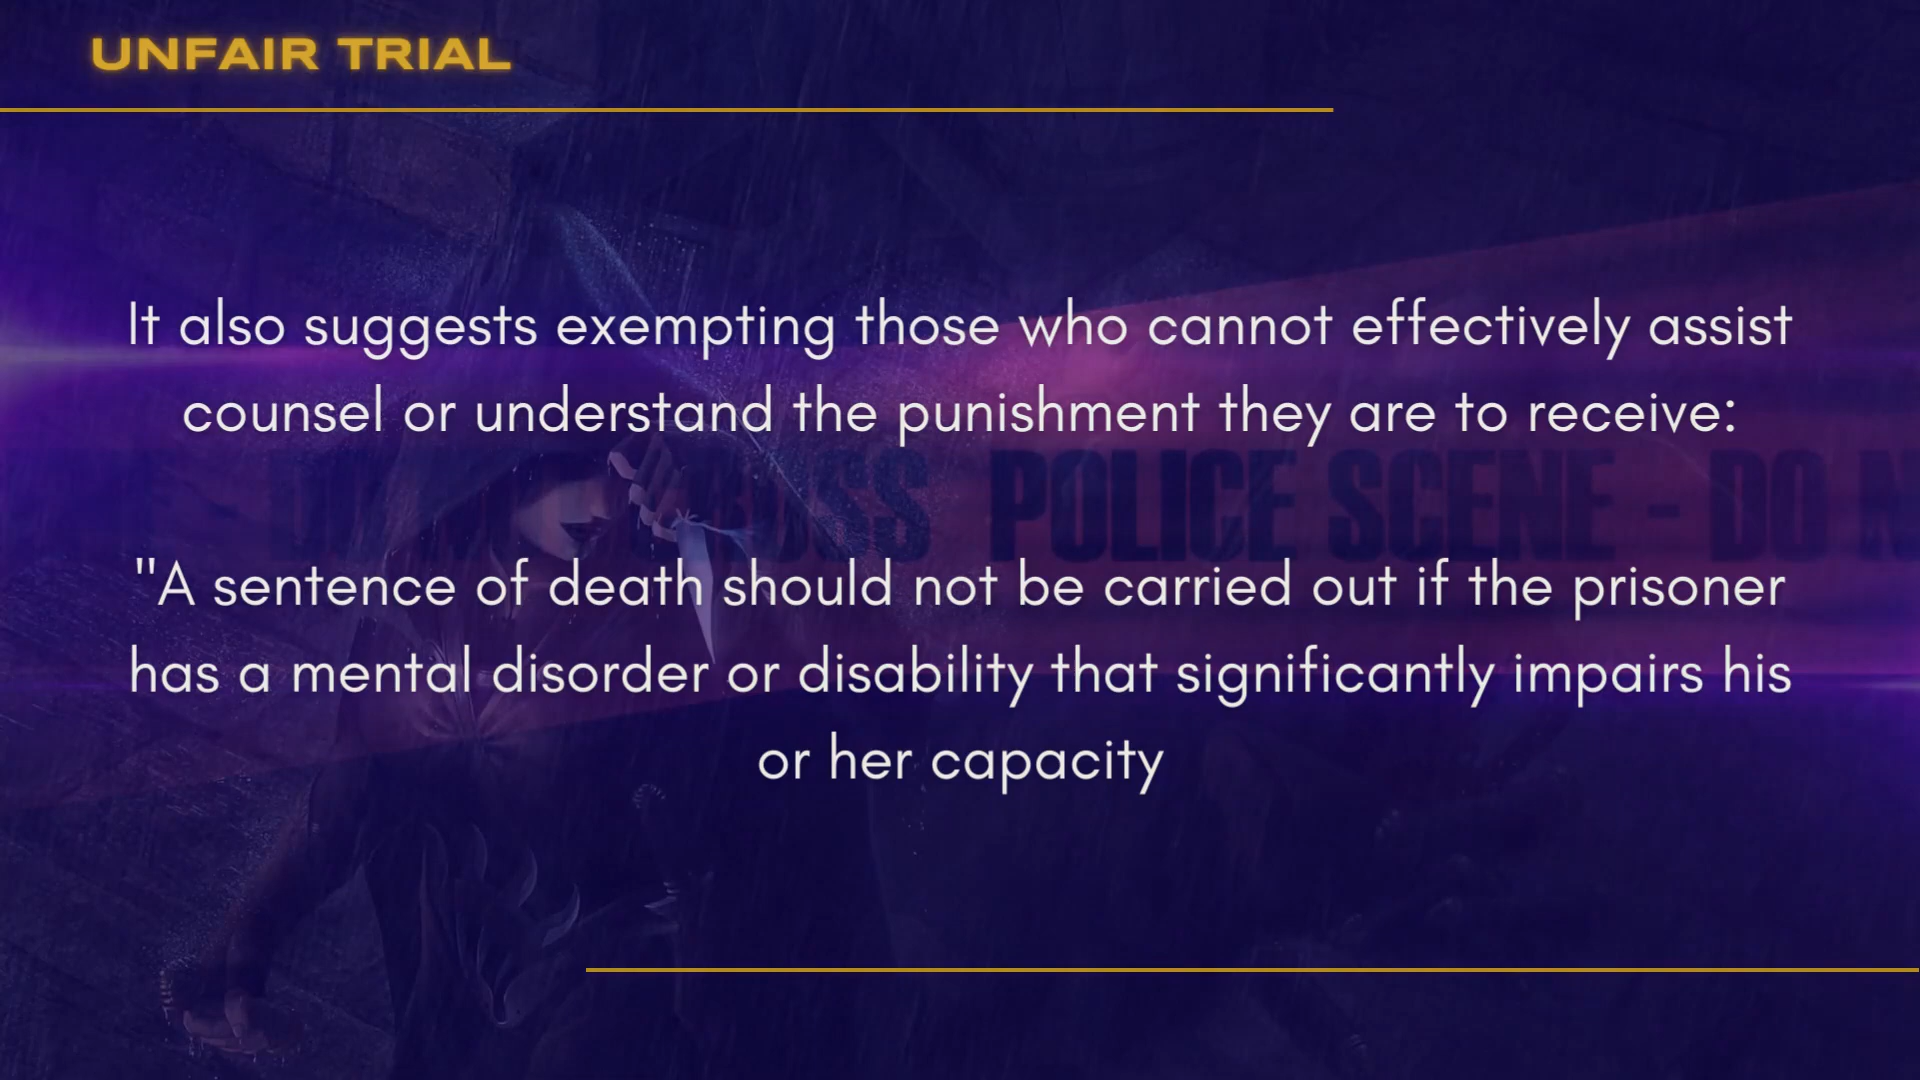 UNFAIR TRIAL
It also suggests exempting those who cannot effectively assist
counsel or understand the punishment they are to receive:
POLICE SCENE - DO N
"A sentence of death should not be carried out if the prisoner
has a mental disorder or disability that significantly impairs his
or her capacity